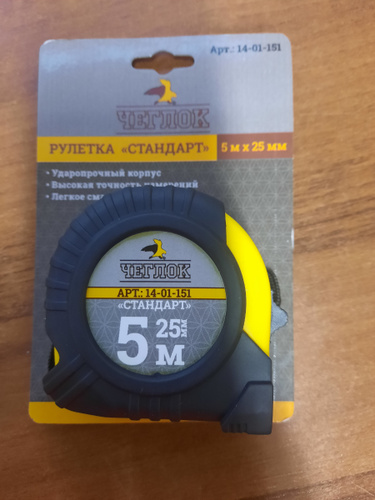 Арт.: 14-01-151
ЧЕГЛОК
РУЛЕТКА «СТАНДАРТ»
5 м x 25 мм
• Ударопрочный корпус
• Высокая точность измерений
• Легкое
ЧЕГЛОК
АРТ.: 14-01-151
«СТАНДАРТ»
5 м
25 мм